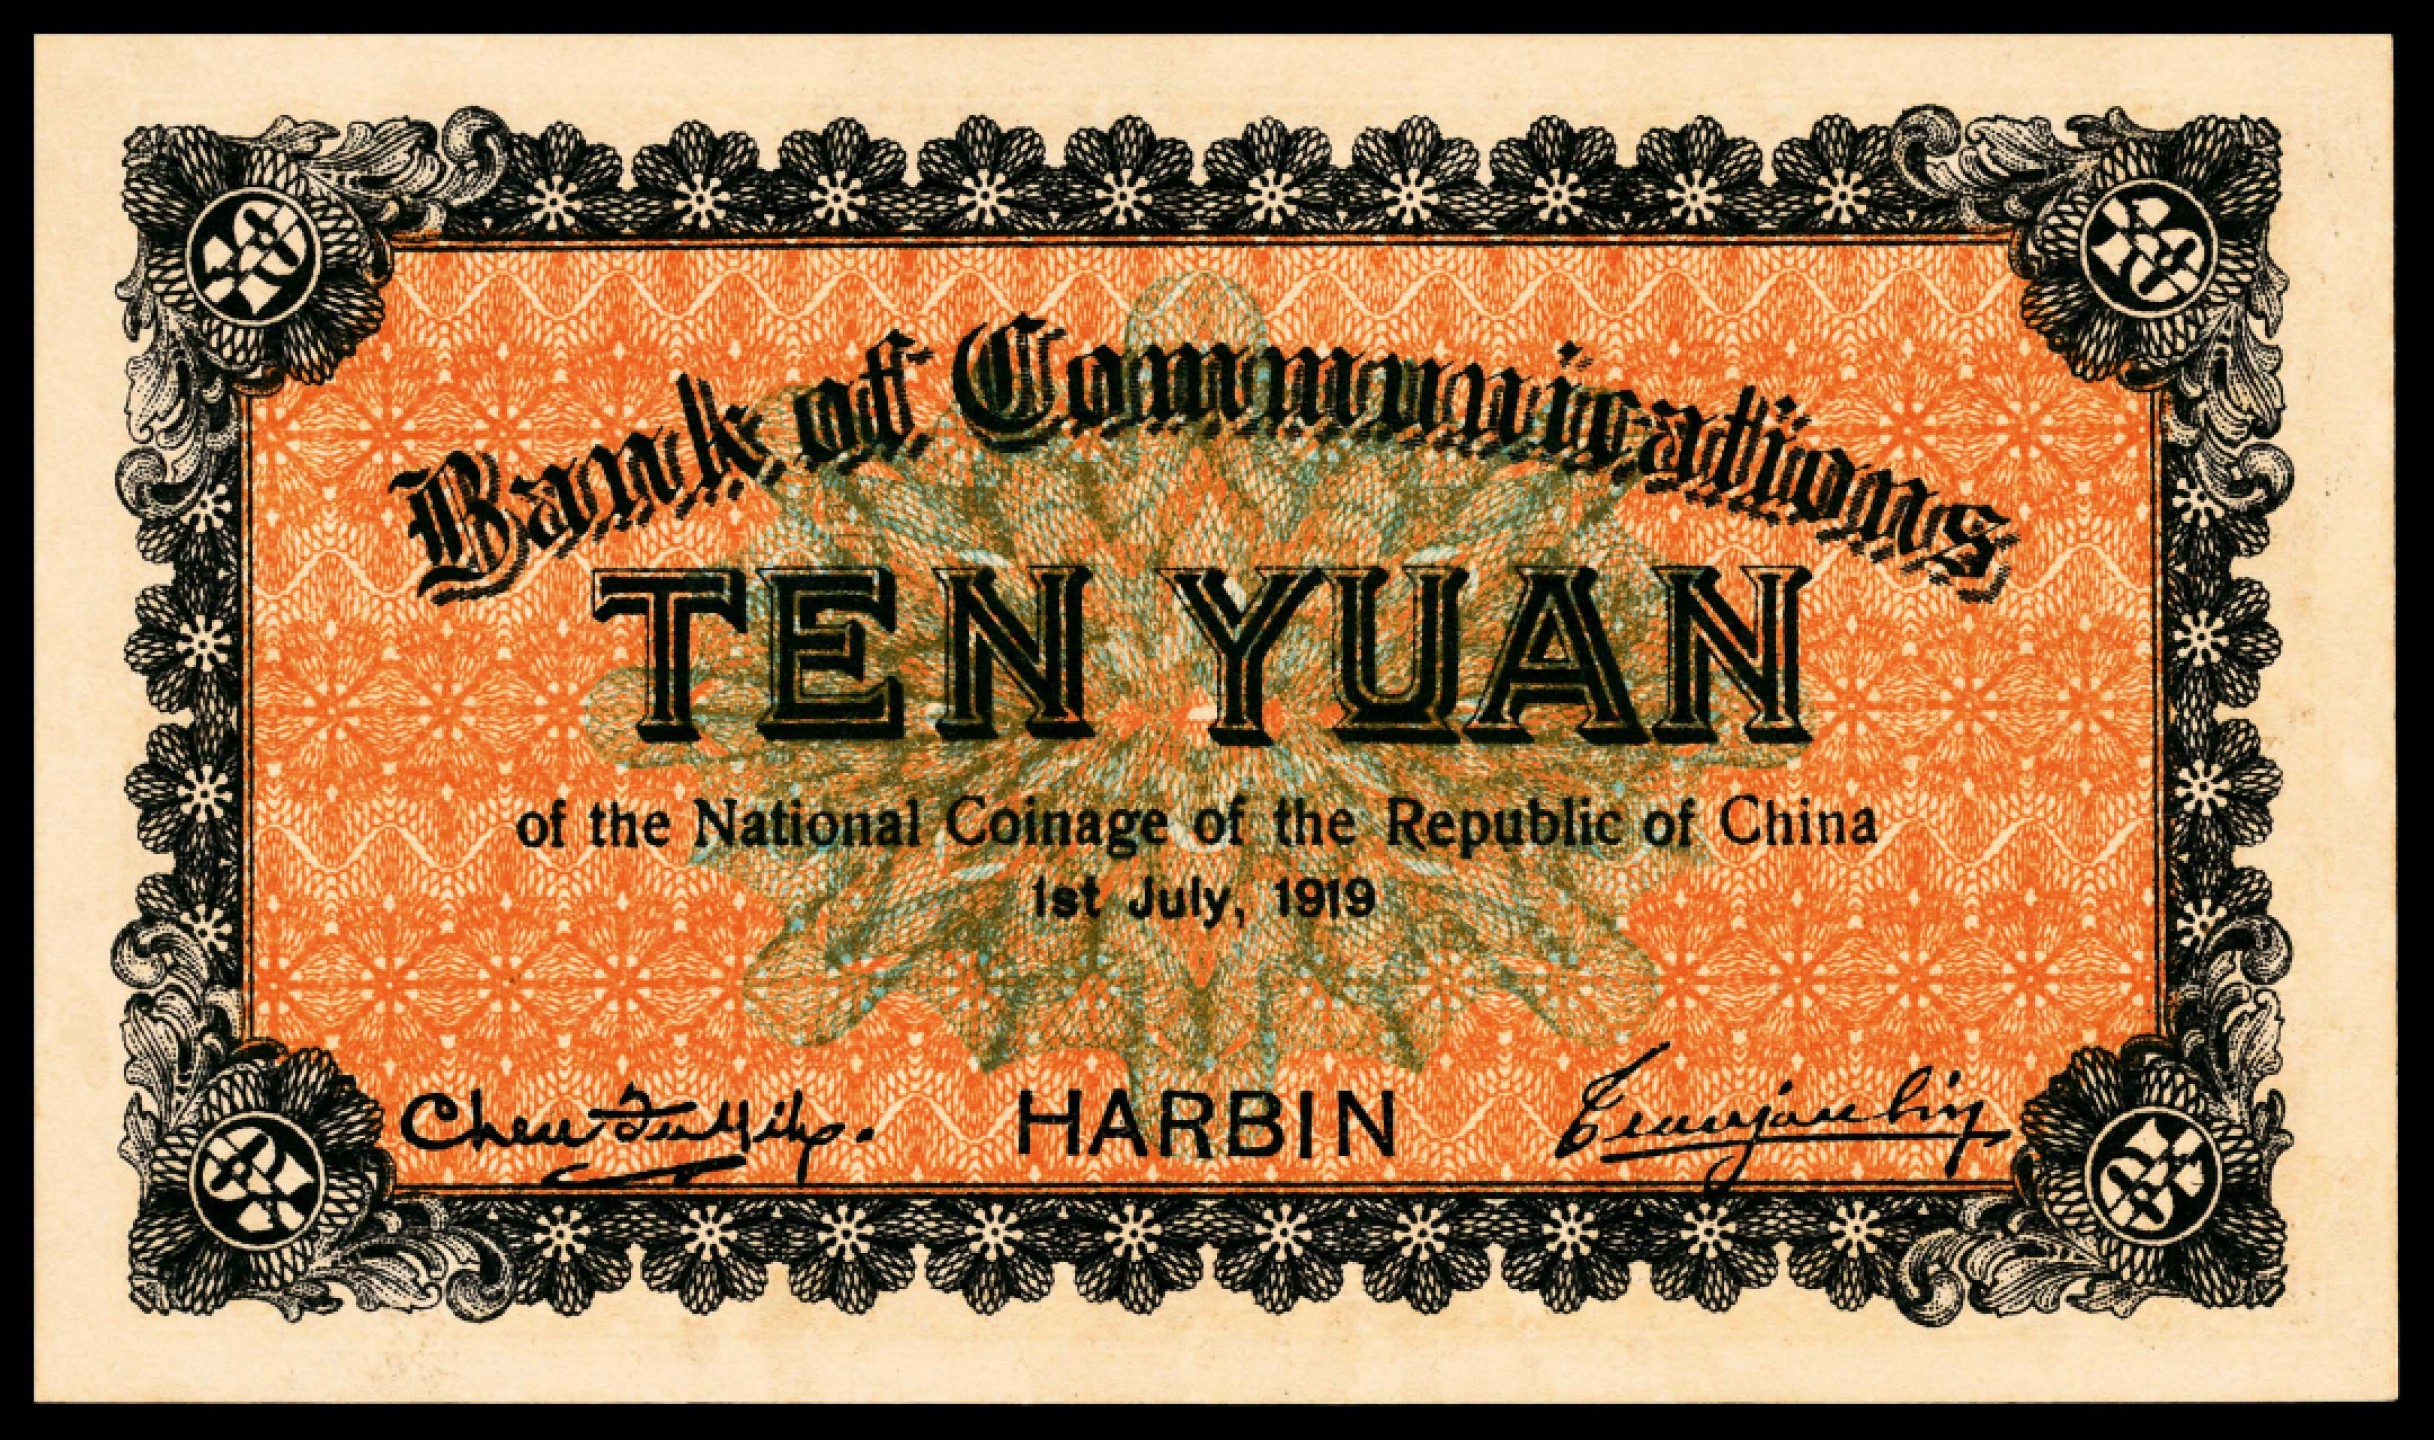 Bank of Communications
TEN YUAN
of the National Coinage of the Republic of China
1st July, 1919
HARBIN